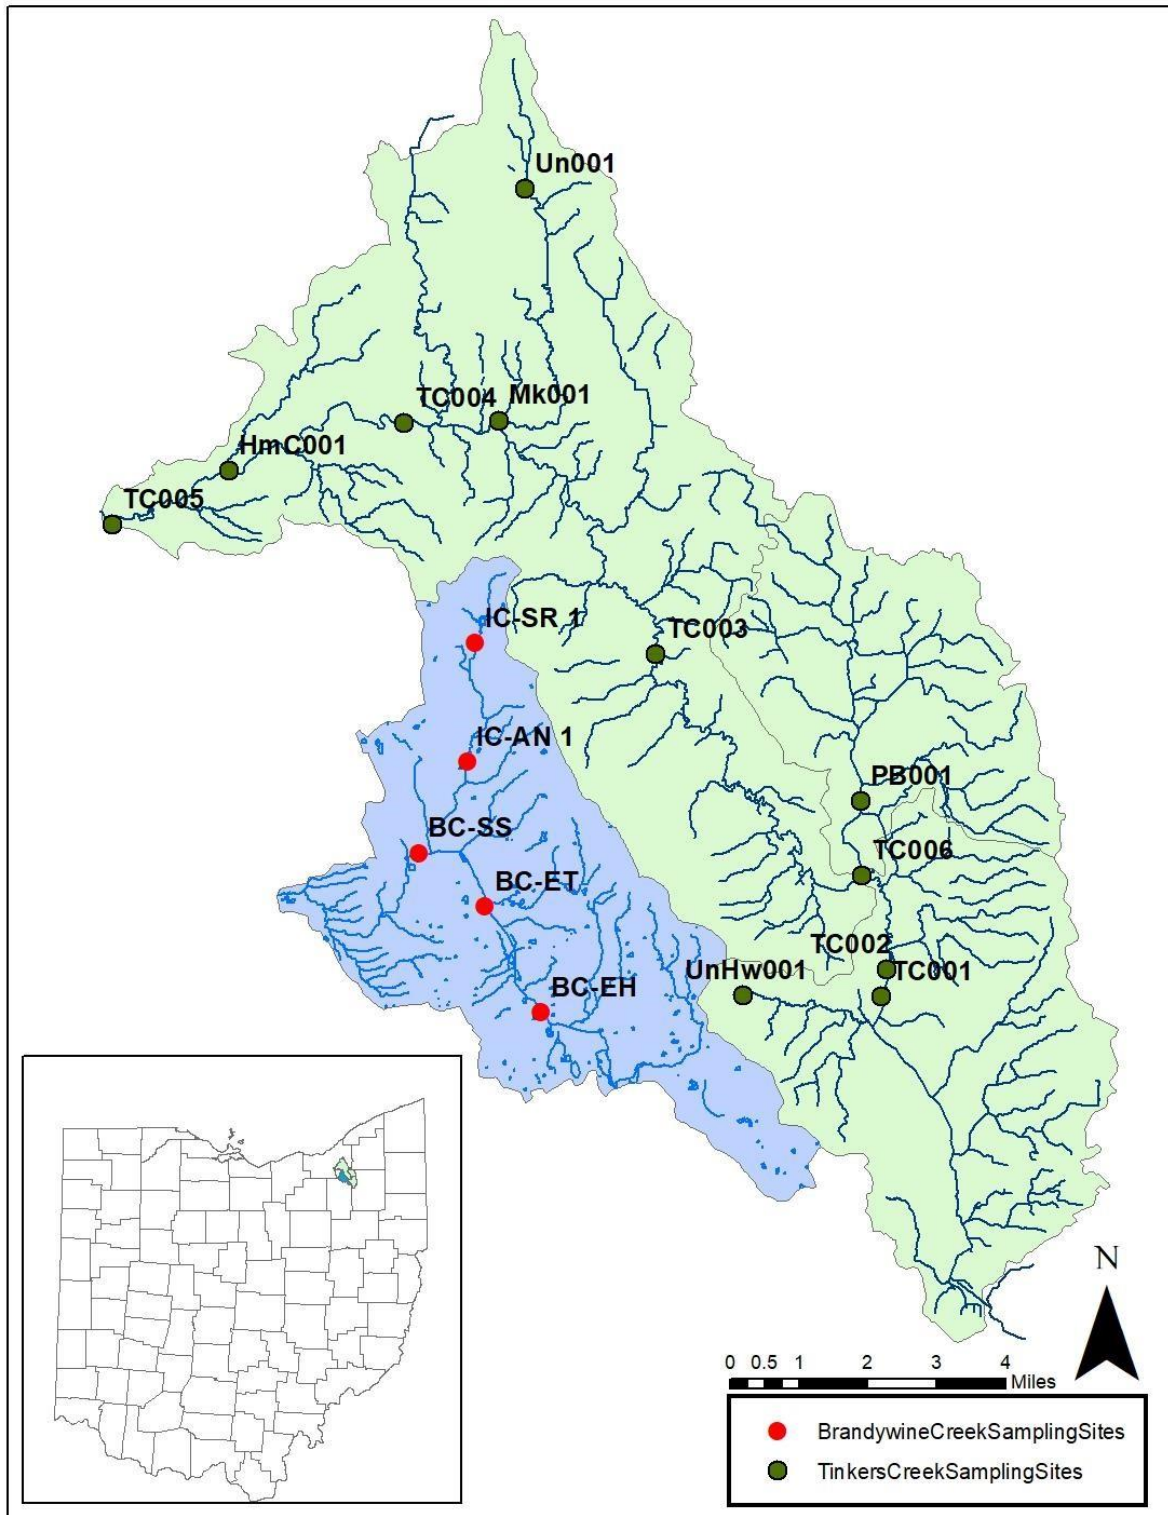 Un001
TC004
Mk001
HmC001
TC005
IC-SR 1
TC003
IC-AN 1
PB001
BC-SS
TC006
BC-ET
TC002
UnHw001
TC001
BC-EH
N
0 0.5 1 2 3 4
Miles
BrandywineCreekSamplingSites
TinkersCreekSamplingSites